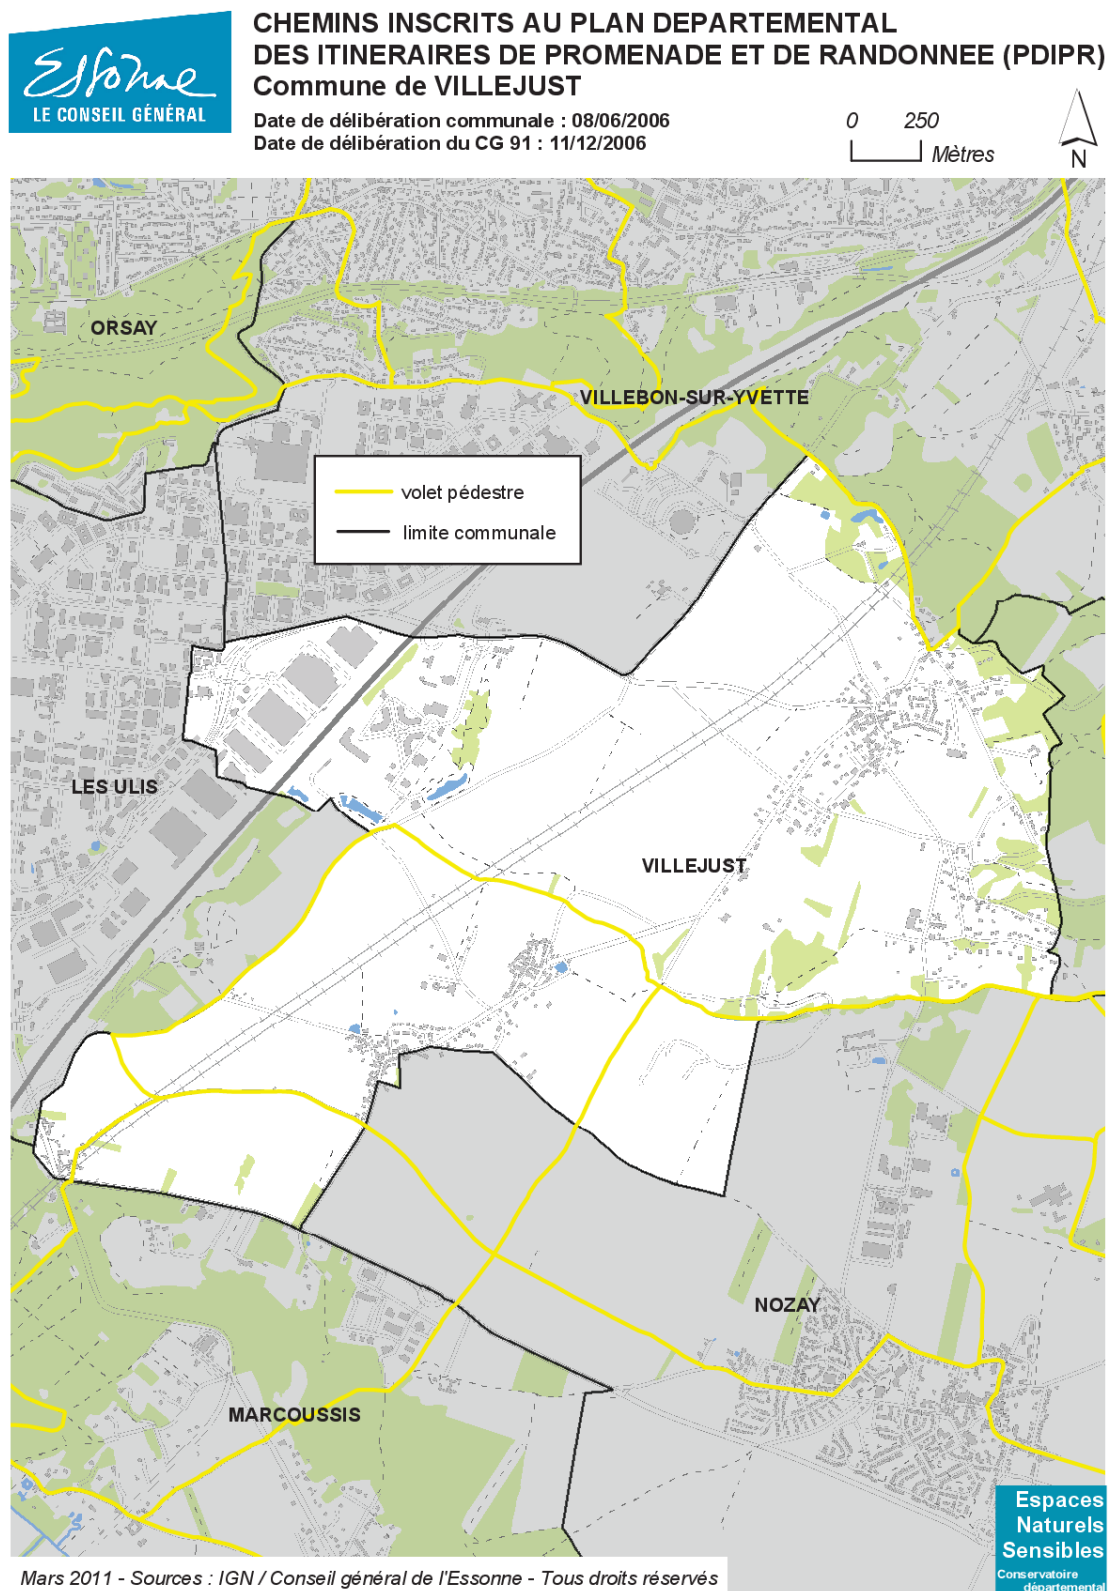 Essonne
LE CONSEIL GÉNÉRAL
CHEMINS INSCRITS AU PLAN DEPARTEMENTAL
DES ITINERAIRES DE PROMENADE ET DE RANDONNEE (PDIPR)
Commune de VILLEJUST
Date de délibération communale : 08/06/2006
Date de délibération du CG 91 : 11/12/2006
0 250
Mètres
N
ORSAY
VILLEBON-SUR-YVETTE
volet pédestre
limite communale
LES ULIS
VILLEJUST
NOZAY
MARCOUSSIS
Espaces
Naturels
Sensibles
Conservatoire
départemental
Mars 2011 - Sources : IGN / Conseil général de l'Essonne - Tous droits réservés